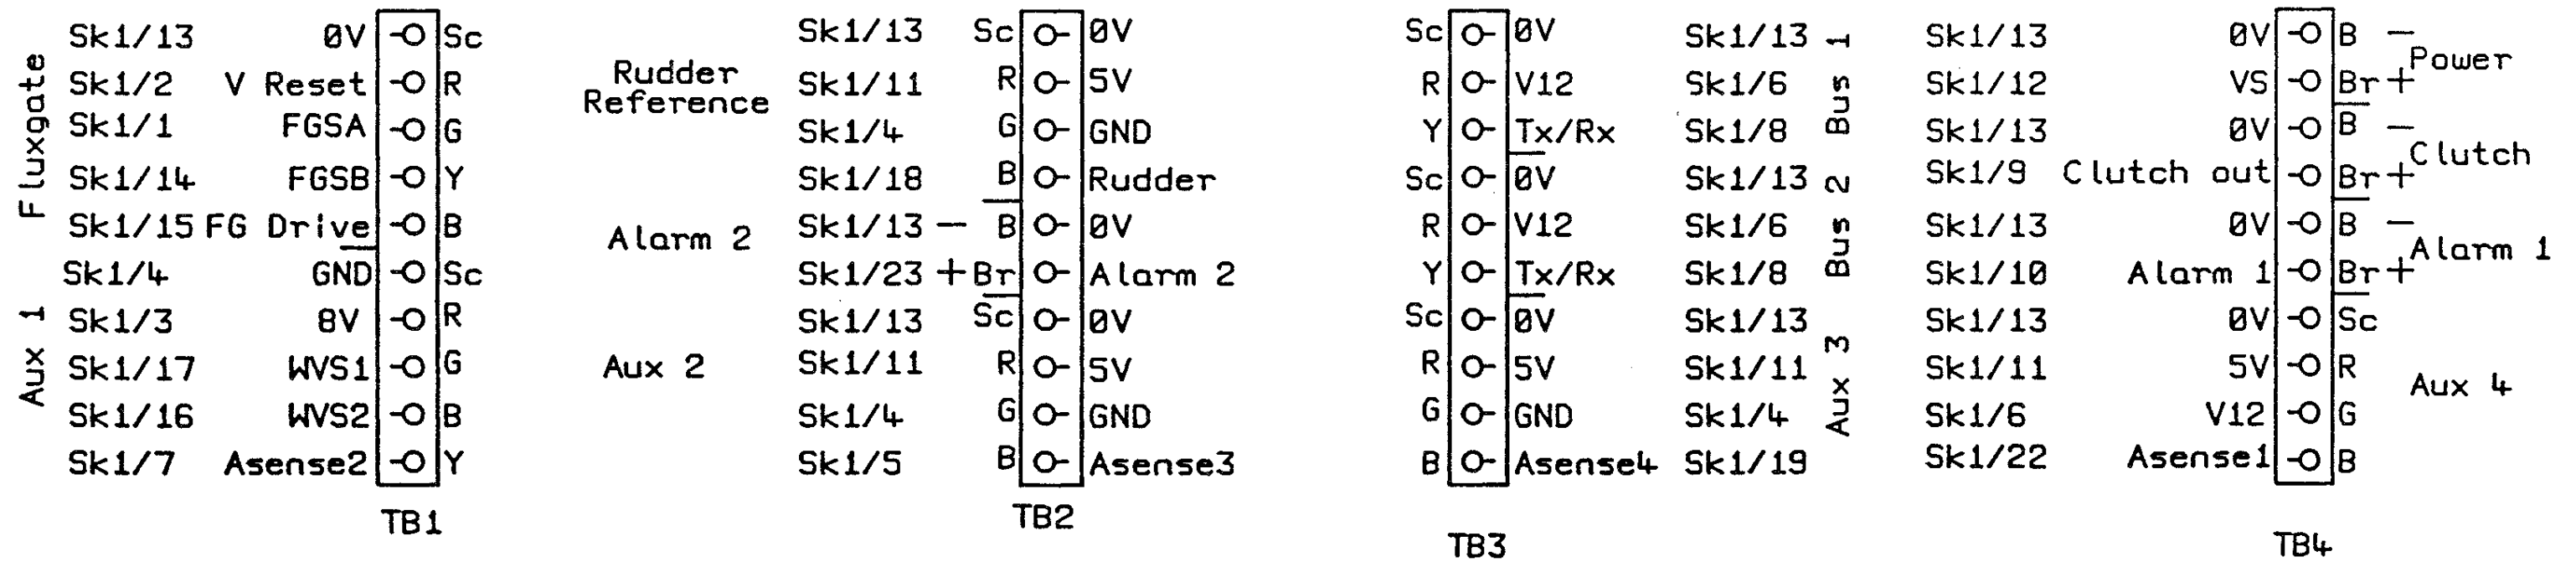 Fluxgate
Sk1/13 0V Sc
Sk1/2 V Reset R
Sk1/1 FGSA G
Sk1/14 FGSB Y
Sk1/15 FG Drive B
Aux 1
Sk1/4 GND Sc
Sk1/3 8V R
Sk1/17 WVS1 G
Sk1/16 WVS2 B
Sk1/7 Asense2 Y
TB1
Rudder
Reference
Sk1/13 Sc 0V
Sk1/11 R 5V
Sk1/4 G GND
Sk1/18 B Rudder
Alarm 2
Sk1/13 – B 0V
Sk1/23 + Br Alarm 2
Aux 2
Sk1/13 Sc 0V
Sk1/11 R 5V
Sk1/4 G GND
Sk1/5 B Asense3
TB2
Sc 0V Sk1/13
R V12 Sk1/6
Y Tx/Rx Sk1/8
Bus 1
Sc 0V Sk1/13
R V12 Sk1/6
Y Tx/Rx Sk1/8
Bus 2
Sc 0V Sk1/13
R 5V Sk1/11
G GND Sk1/4
B Asense4 Sk1/19
Aux 3
TB3
Sk1/13 0V B –
Sk1/12 VS Br +
Power
Sk1/13 0V B –
Sk1/9 Clutch out Br +
Clutch
Sk1/13 0V B –
Sk1/10 Alarm 1 Br +
Alarm 1
Sk1/13 0V Sc
Sk1/11 5V R
Sk1/6 V12 G
Sk1/22 Asense1 B
Aux 4
TB4